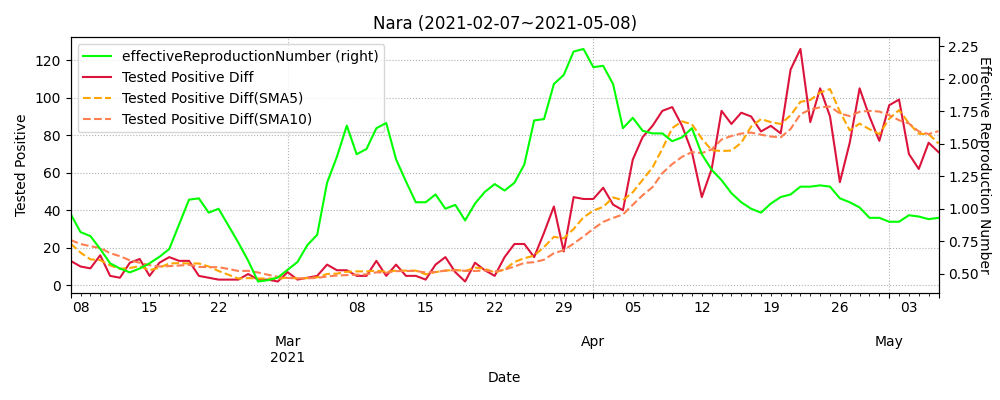 Nara (2021-02-07~2021-05-08)
effectiveReproductionNumber (right)
Tested Positive Diff
Tested Positive Diff(SMA5)
Tested Positive Diff(SMA10)
Tested Positive
120
100
80
60
40
20
0
2.25
2.00
1.75
1.50
1.25
1.00
0.75
0.50
Effective Reproduction Number
08 15 22 08 15 22 29 05 12 19 26 03
Mar Apr May
2021
Date